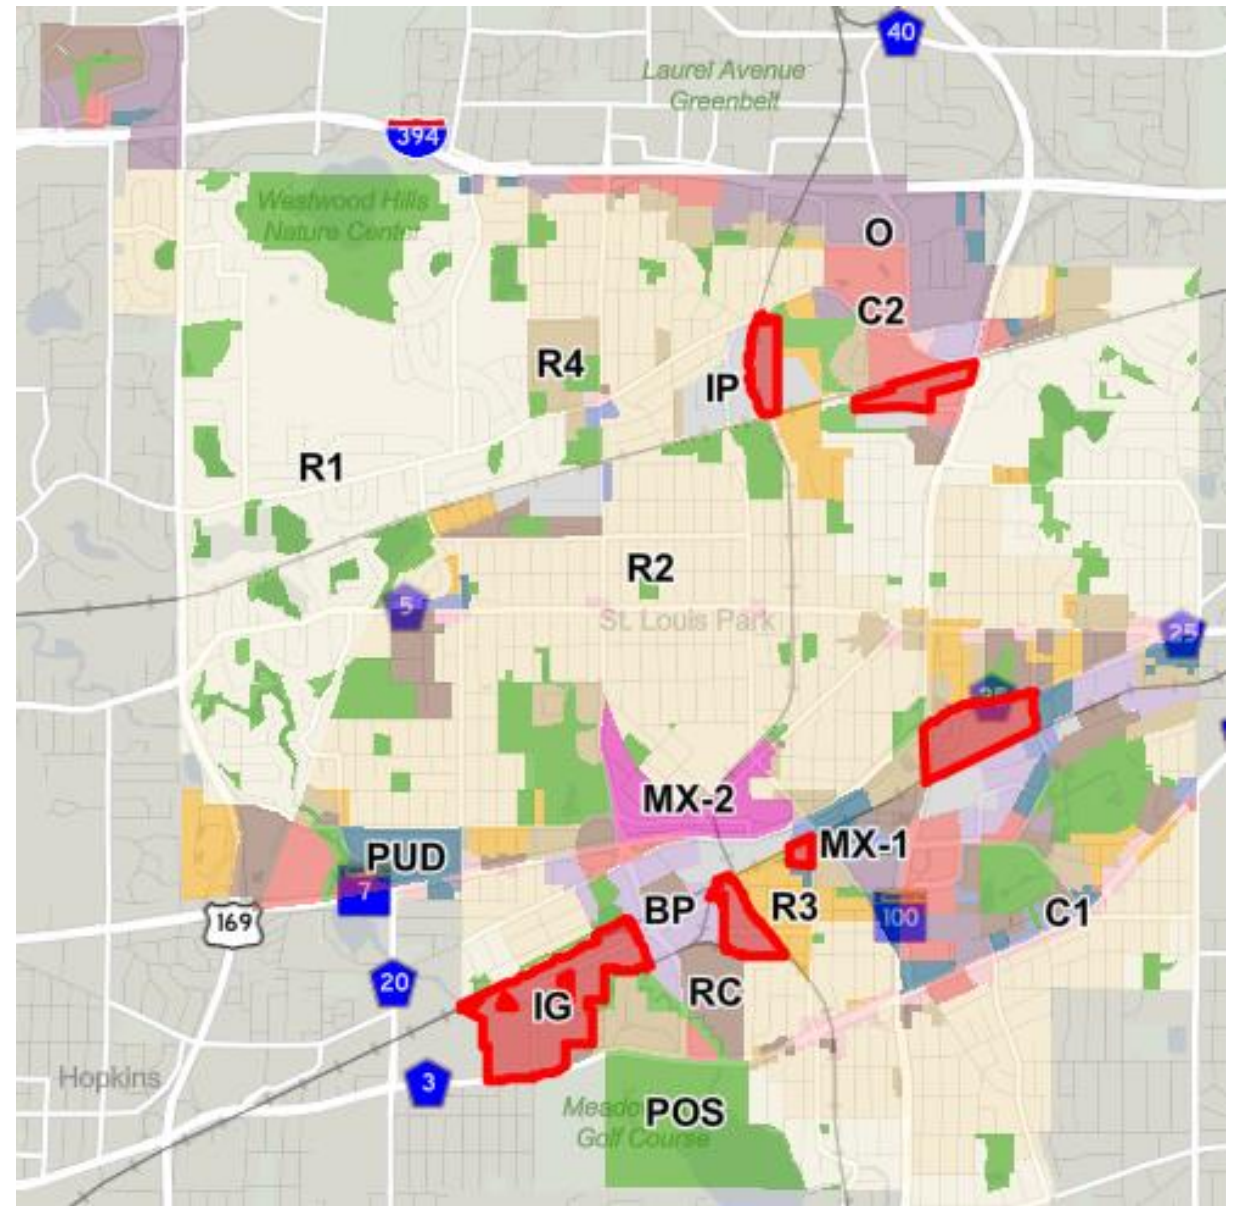 40
Laurel Avenue
Greenbelt
394
Westwood Hills
Nature Center
O
C2
R4
IP
R1
R2
5
St. Louis Park
25
25
MX-2
PUD
MX-1
7
BP
R3
100
C1
169
20
RC
IG
Hopkins
3
POS
Meado
Golf Course